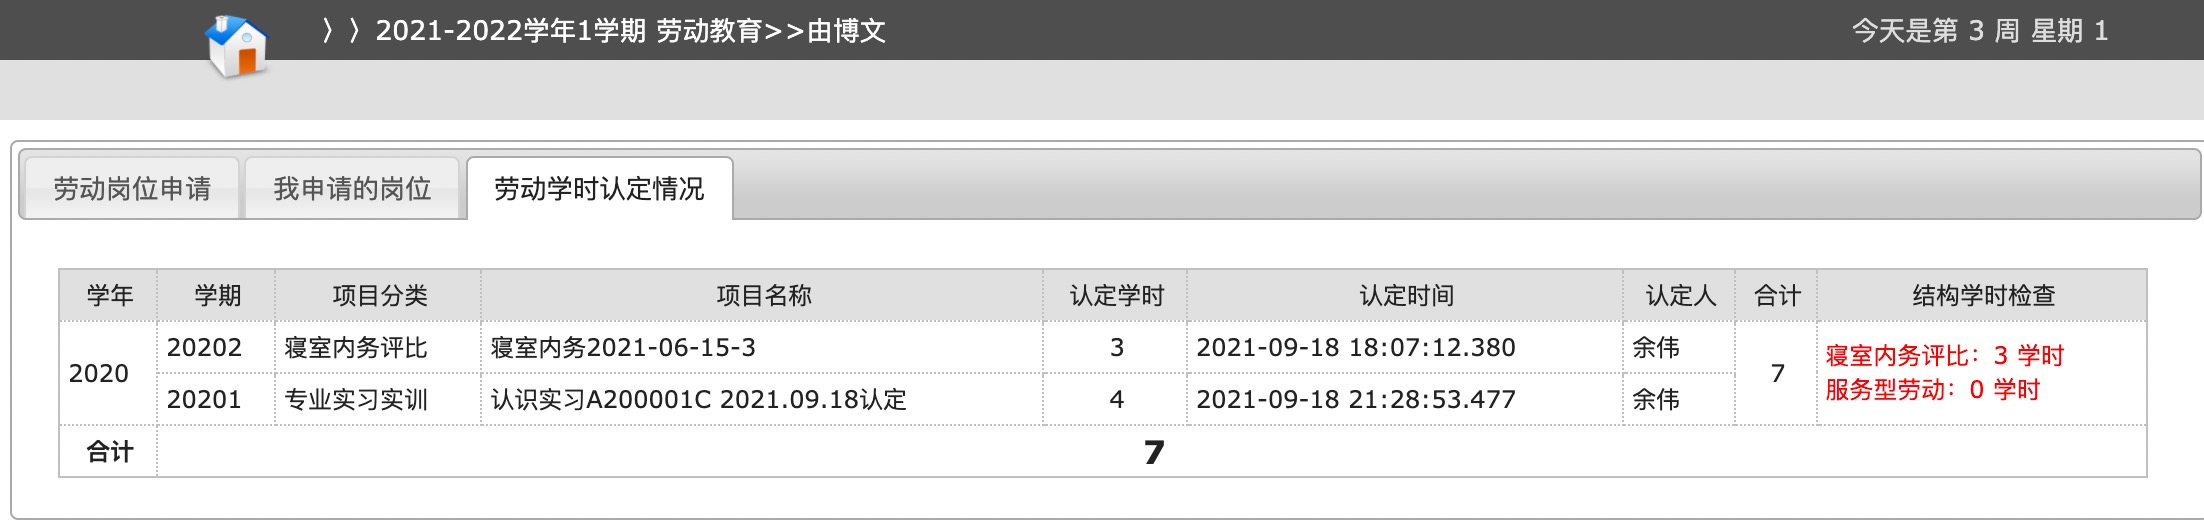 〉〉2021-2022学年1学期 劳动教育>>由博文
今天是第 3 周 星期 1
劳动岗位申请 我申请的岗位 劳动学时认定情况
学年 学期 项目分类 项目名称 认定学时 认定时间 认定人 合计 结构学时检查
2020 20202 寝室内务评比 寝室内务2021-06-15-3 3 2021-09-18 18:07:12.380 余伟 7 寝室内务评比：3 学时
20201 专业实习实训 认识实习A200001C 2021.09.18认定 4 2021-09-18 21:28:53.477 余伟 服务型劳动：0 学时
合计 7